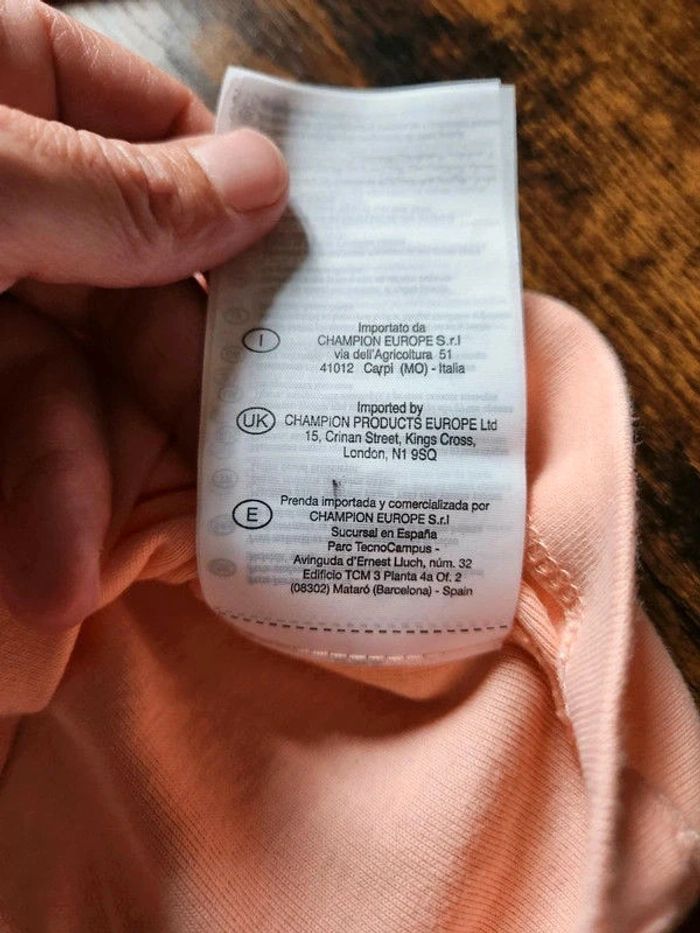 I
Importato da
CHAMPION EUROPE S.r.l
via dell'Agricoltura 51
41012 Carpi (MO) - Italia
UK
Imported by
CHAMPION PRODUCTS EUROPE Ltd
15, Crinan Street, Kings Cross,
London, N1 9SQ
E
Prenda importada y comercializada por
CHAMPION EUROPE S.r.l
Sucursal en España
Parc TecnoCampus -
Avinguda d'Ernest Lluch, núm. 32
Edificio TCM 3 Planta 4a Of. 2
(08302) Mataró (Barcelona) - Spain